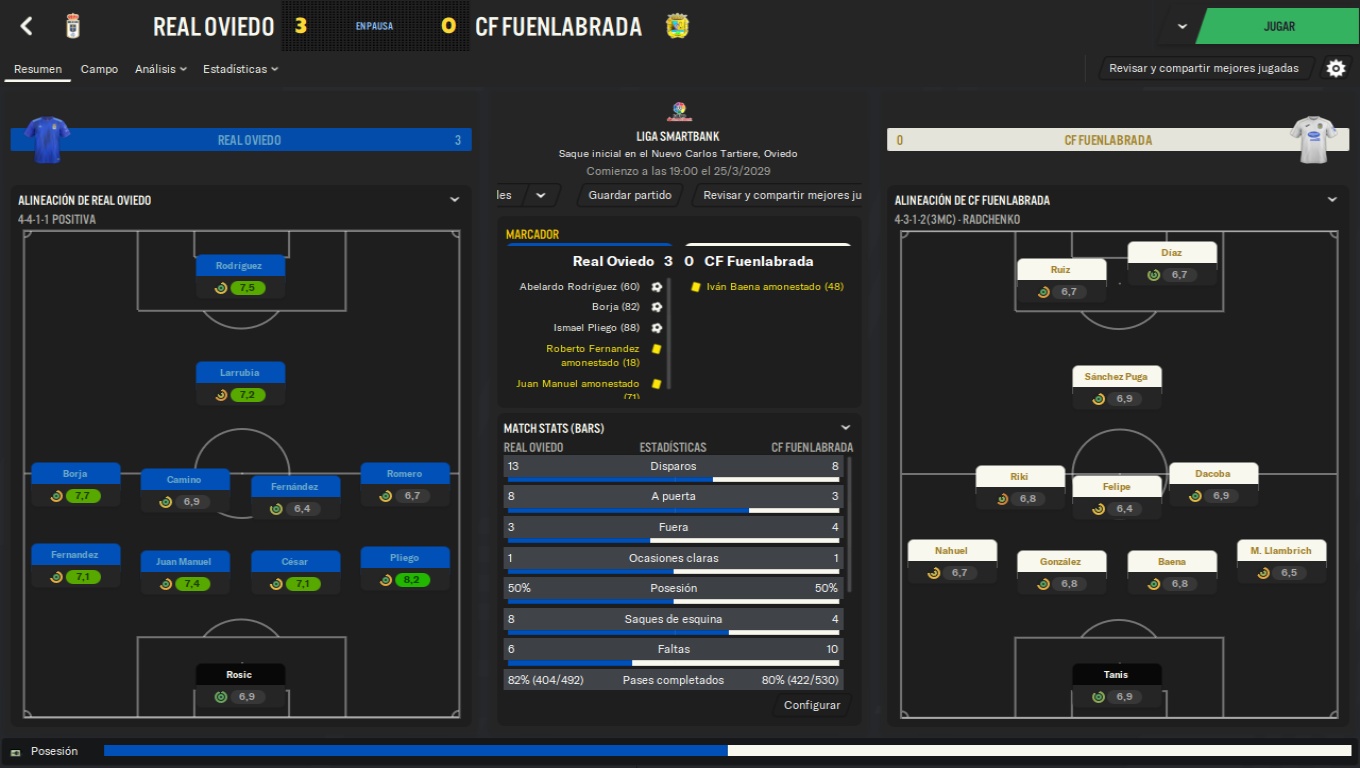 REAL OVIEDO 3 EN PAUSA 0 CF FUENLABRADA
JUGAR
Resumen Campo Análisis Estadísticas
Revisar y compartir mejores jugadas
REAL OVIEDO 3
ALINEACIÓN DE REAL OVIEDO
4-4-1-1 POSITIVA
Rodríguez
7,5
Larrubia
7,2
Borja
7,7
Camino
6,9
Fernández
6,4
Romero
6,7
Fernandez
7,1
Juan Manuel
7,4
César
7,1
Pliego
8,2
Rosic
6,9
LIGA SMARTBANK
Saque inicial en el Nuevo Carlos Tartiere, Oviedo
Comienzo a las 19:00 el 25/3/2029
les
Guardar partido
Revisar y compartir mejores ju
MARCADOR
Real Oviedo 3 0 CF Fuenlabrada
Abelardo Rodríguez (60)
Borja (82)
Ismael Pliego (88)
Roberto Fernandez
amonestado (18)
Juan Manuel amonestado
(71)
Iván Baena amonestado (48)
MATCH STATS (BARS)
REAL OVIEDO ESTADÍSTICAS CF FUENLABRADA
13 Disparos 8
8 A puerta 3
3 Fuera 4
1 Ocasiones claras 1
50% Posesión 50%
8 Saques de esquina 4
6 Faltas 10
82% (404/492) Pases completados 80% (422/530)
Configurar
0 CF FUENLABRADA
ALINEACIÓN DE CF FUENLABRADA
4-3-1-2 (3MC) - RADCHENKO
Ruiz
6,7
Díaz
6,7
Sánchez Puga
6,9
Riki
6,8
Felipe
6,4
Dacoba
6,9
Nahuel
6,7
González
6,8
Baena
6,8
M. Llambrich
6,5
Tanis
6,9
Posesión